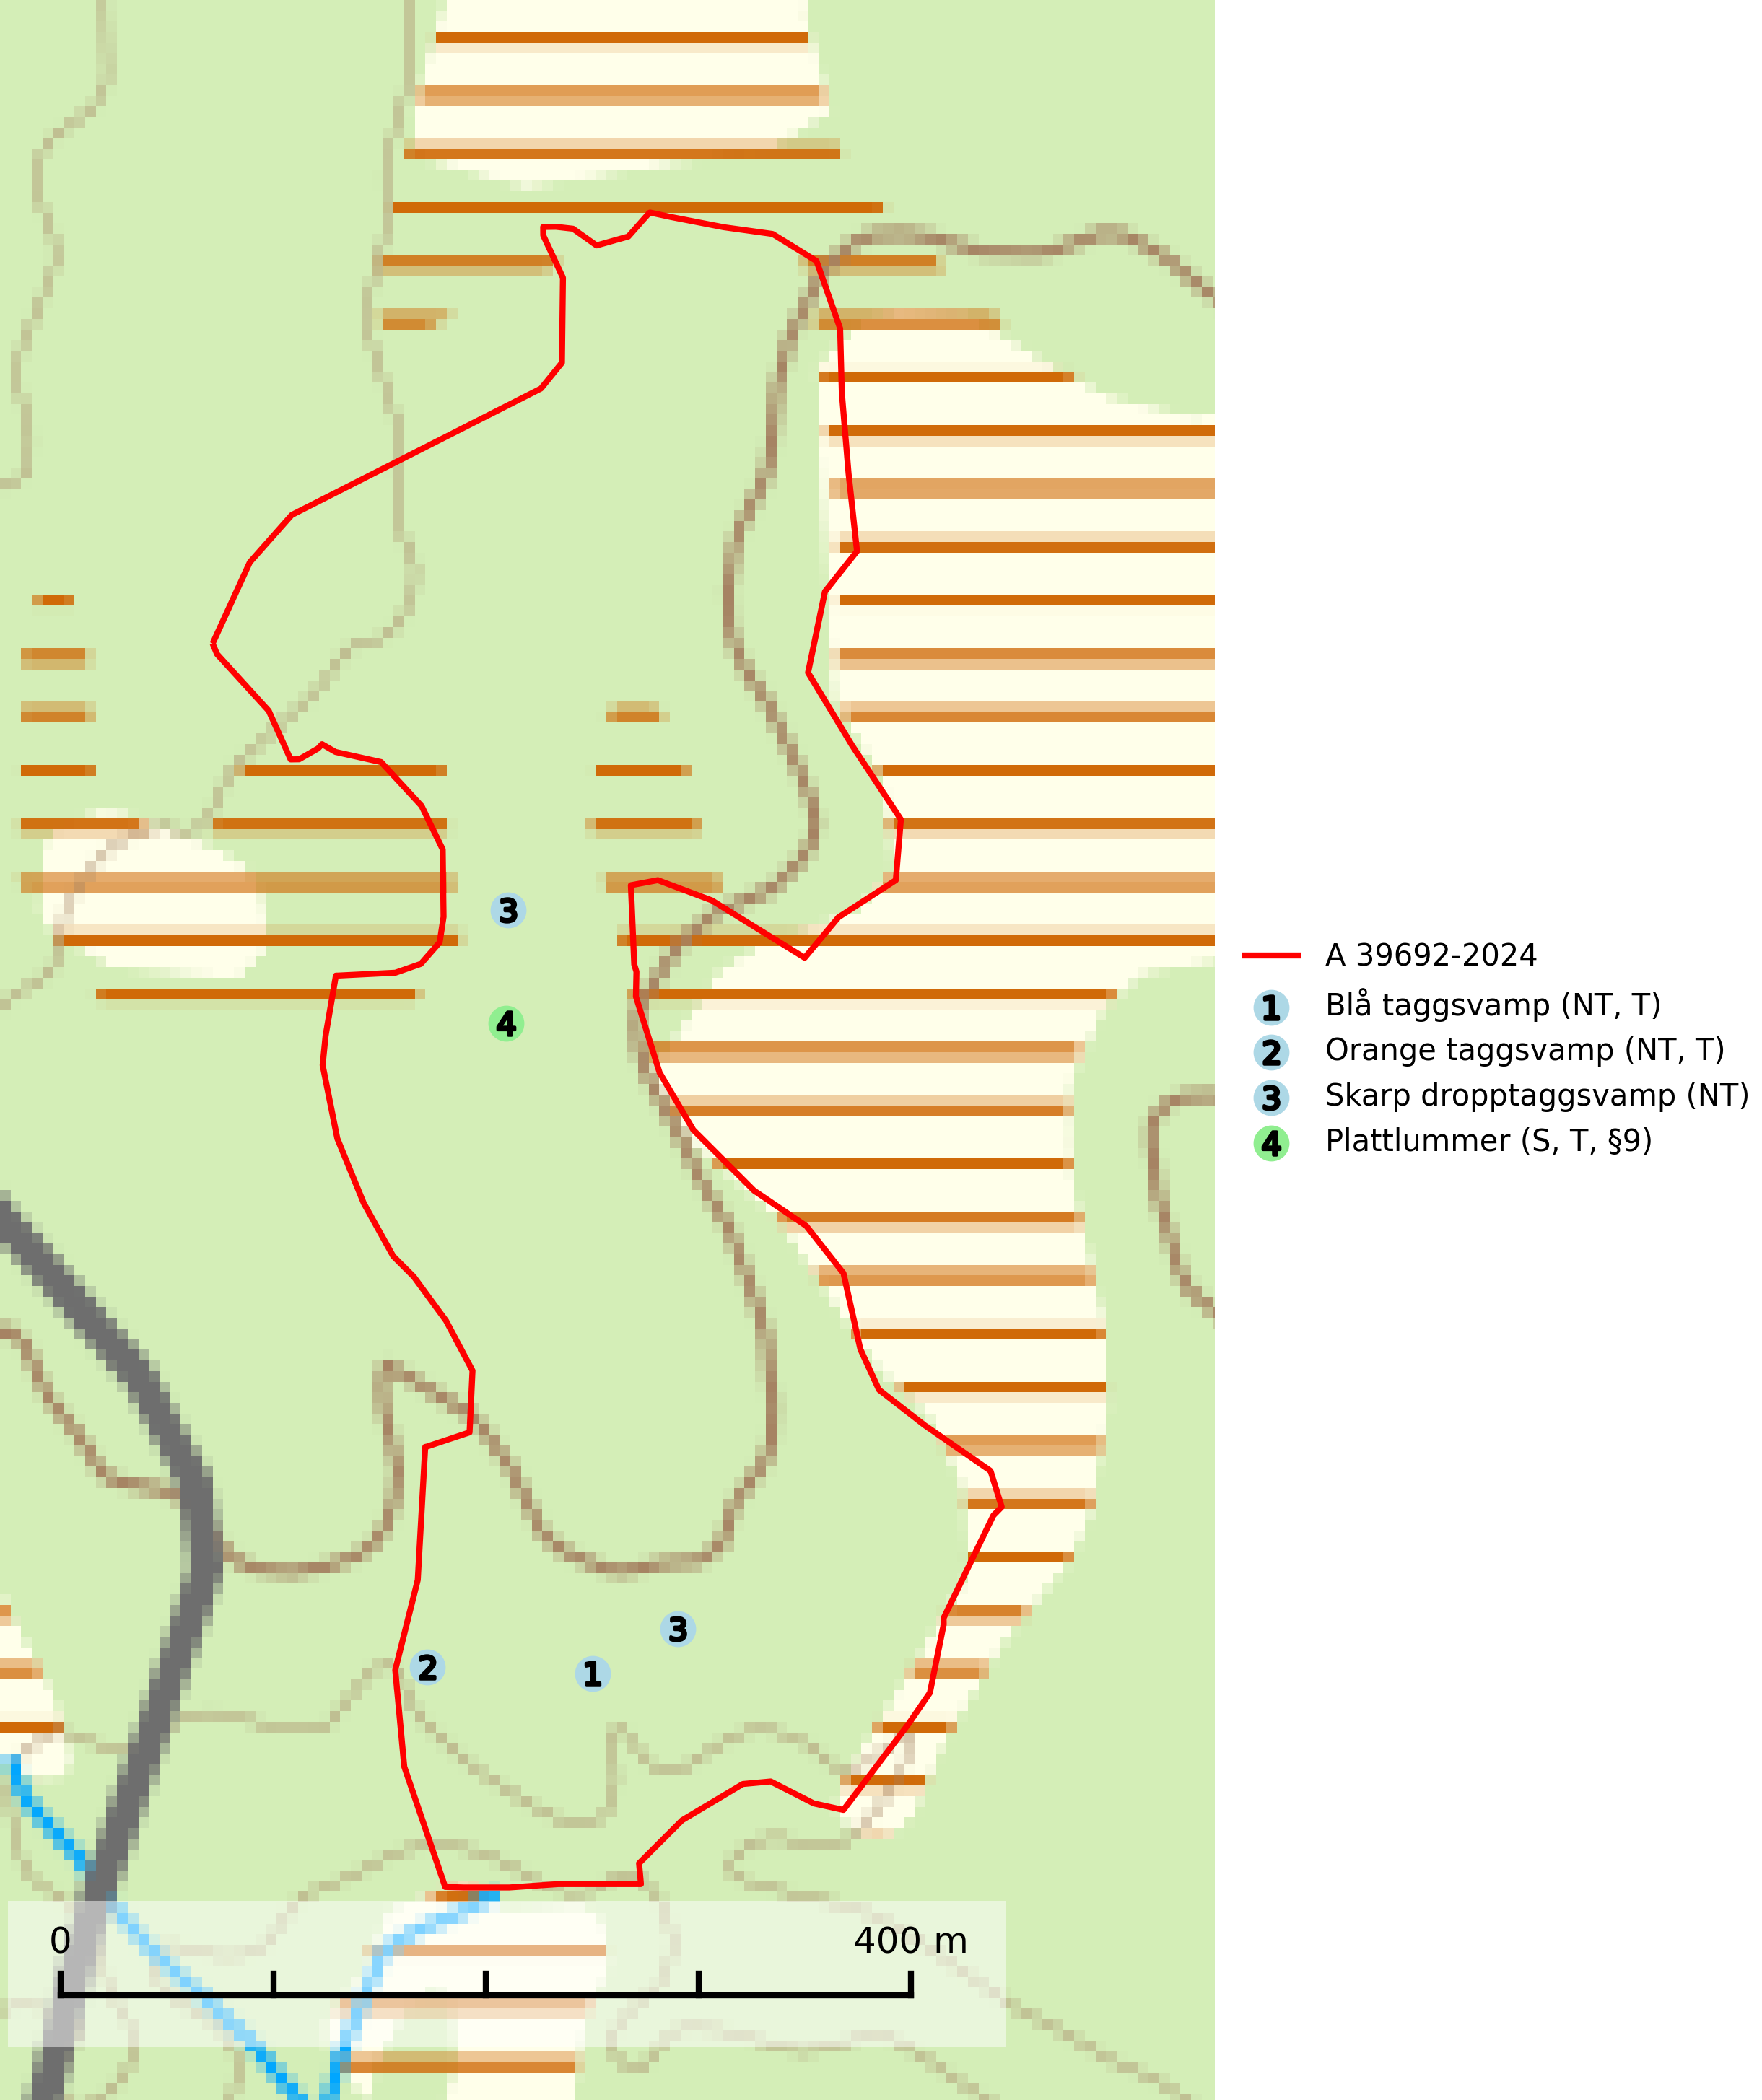 3
4
3
2
1
0 400 m
A 39692-2024
1 Blå taggsvamp (NT, T)
2 Orange taggsvamp (NT, T)
3 Skarp dropptaggsvamp (NT)
4 Plattlummer (S, T, §9)